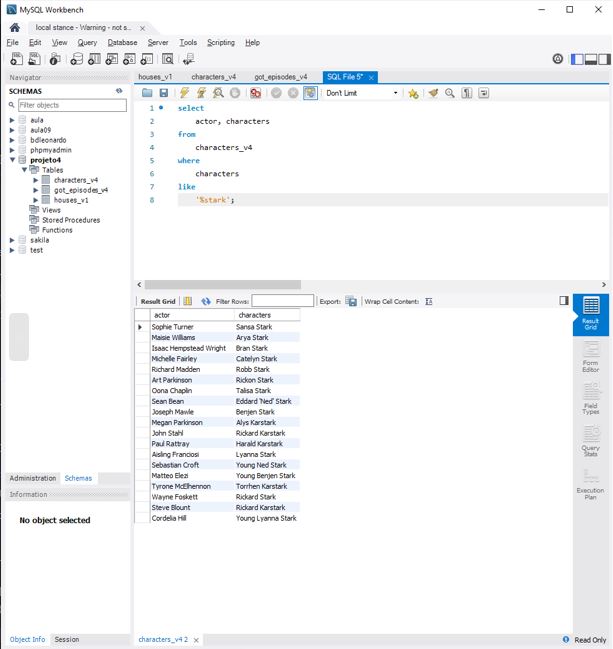 MySQL Workbench
local stance - Warning - not s...
File Edit View Query Database Server Tools Scripting Help
Navigator
SCHEMAS
Filter objects
aula
aula09
bdleonardo
phpmyadmin
projeto4
Tables
characters_v4
got_episodes_v4
houses_v1
Views
Stored Procedures
Functions
sakila
test
Administration Schemas
Information
No object selected
Object Info Session
houses_v1 characters_v4 got_episodes_v4 SQL File 5*
Don't Limit
1 select
2 actor, characters
3 from
4 characters_v4
5 where
6 characters
7 like
8 '%stark';
Result Grid Filter Rows: Export: Wrap Cell Content:
actor characters
Sophie Turner Sansa Stark
Maisie Williams Arya Stark
Isaac Hempstead Wright Bran Stark
Michelle Fairley Catelyn Stark
Richard Madden Robb Stark
Art Parkinson Rickon Stark
Oona Chaplin Talisa Stark
Sean Bean Eddard 'Ned' Stark
Joseph Mawle Benjen Stark
Megan Parkinson Alys Karstark
John Stahl Rickard Karstark
Paul Rattray Harald Karstark
Aisling Franciosi Lyanna Stark
Sebastian Croft Young Ned Stark
Matteo Elezi Young Benjen Stark
Tyrone McElhennon Torrhen Karstark
Wayne Foskett Rickard Stark
Steve Blount Rickard Karstark
Cordelia Hill Young Lyanna Stark
Result
Grid
Form
Editor
Field
Types
Query
Stats
Execution
Plan
characters_v4 2
Read Only